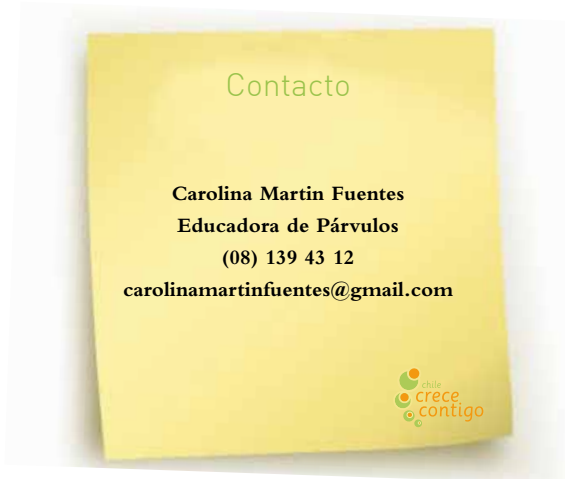 Contacto
Carolina Martin Fuentes
Educadora de Párvulos
(08) 139 43 12
carolinamartinfuentes@gmail.com
chile
crece
contigo